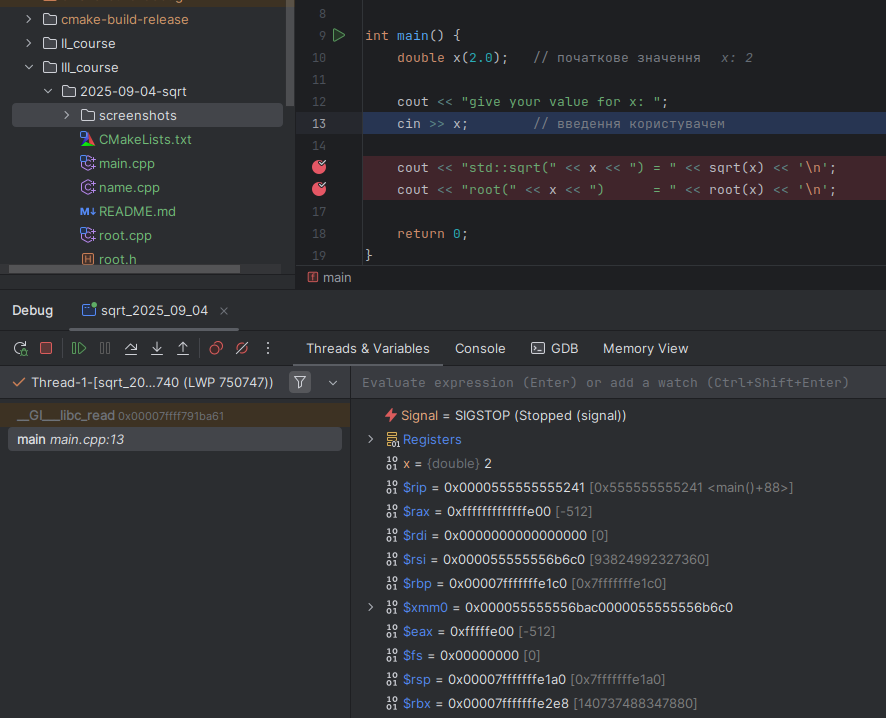 cmake-build-release
II_course
III_course
2025-09-04-sqrt
screenshots
CMakeLists.txt
main.cpp
name.cpp
README.md
root.cpp
root.h
8
9 int main() {
10 double x(2.0); // початкове значення x: 2
11
12 cout << "give your value for x: ";
13 cin >> x; // введення користувачем
14
cout << "std::sqrt(" << x << ") = " << sqrt(x) << '\n';
cout << "root(" << x << ") = " << root(x) << '\n';
17
18 return 0;
19 }
main
Debug sqrt_2025_09_04
Threads & Variables Console GDB Memory View
Thread-1-[sqrt_20...740 (LWP 750747)) Evaluate expression (Enter) or add a watch (Ctrl+Shift+Enter)
__GI___libc_read 0x00007ffff791ba61
main main.cpp:13
Signal = SIGSTOP (Stopped (signal))
Registers
x = {double} 2
$rip = 0x0000555555555241 [0x555555555241 <main()+88>]
$rax = 0xfffffffffffffe00 [-512]
$rdi = 0x0000000000000000 [0]
$rsi = 0x000055555556b6c0 [93824992327360]
$rbp = 0x00007fffffffe1c0 [0x7fffffffe1c0]
$xmm0 = 0x000055555556bac0000055555556b6c0
$eax = 0xfffffe00 [-512]
$fs = 0x00000000 [0]
$rsp = 0x00007fffffffe1a0 [0x7fffffffe1a0]
$rbx = 0x00007fffffffe2e8 [140737488347880]